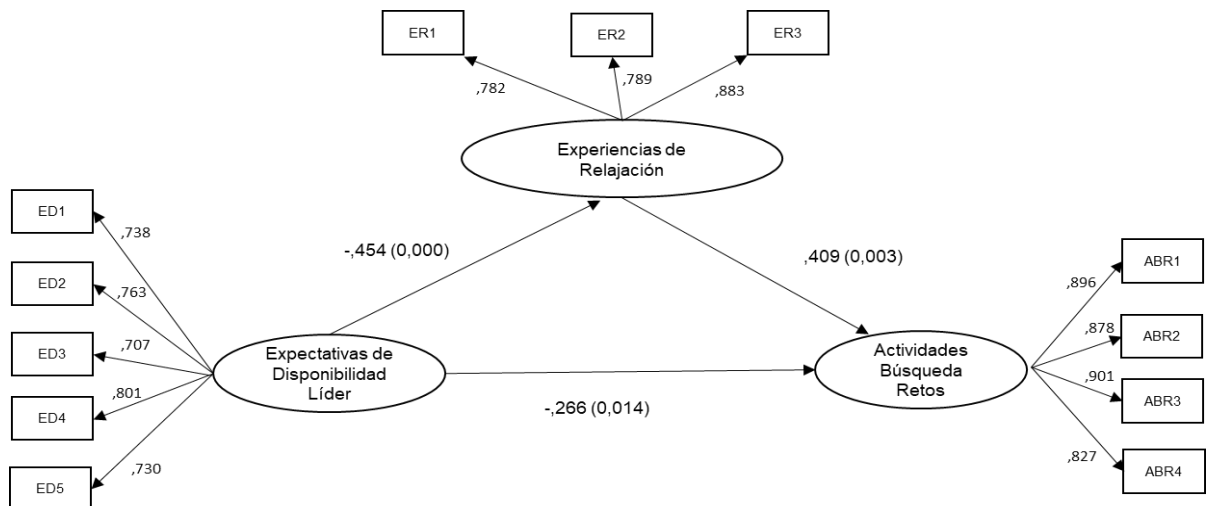 ER1
ER2
ER3
,782
,789
,883
Experiencias de
Relajación
ED1
ED2
ED3
ED4
ED5
,738
,763
,707
,801
,730
-,454 (0,000)
,409 (0,003)
Expectativas de
Disponibilidad
Líder
-,266 (0,014)
Actividades
Búsqueda
Retos
,896
,878
,901
,827
ABR1
ABR2
ABR3
ABR4